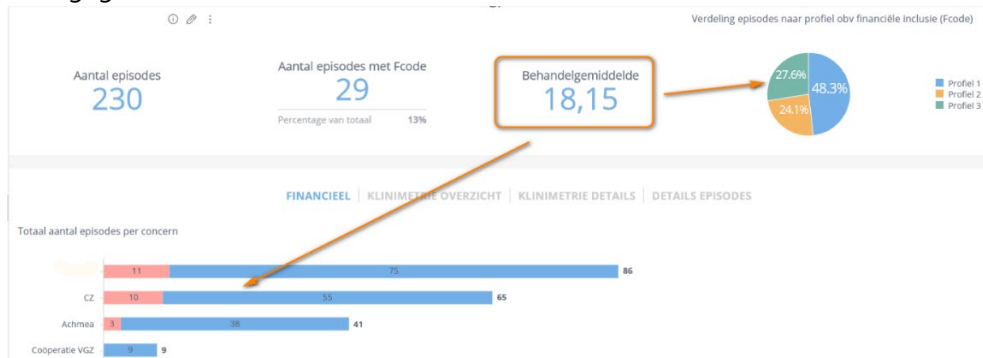 Verdeling episodes naar profiel obv financiële inclusie (Fcode)
Aantal episodes
230
Aantal episodes met Fcode
29
Percentage van totaal 13%
Behandelgemiddelde
18,15
27.6%
48.3%
24.1%
Profiel 1
Profiel 2
Profiel 3
FINANCIEEL | KLINIMETRIE OVERZICHT | KLINIMETRIE DETAILS | DETAILS EPISODES
Totaal aantal episodes per concern
11 75 86
CZ 10 55 65
Achmea 3 38 41
Coöperatie VGZ 9 9